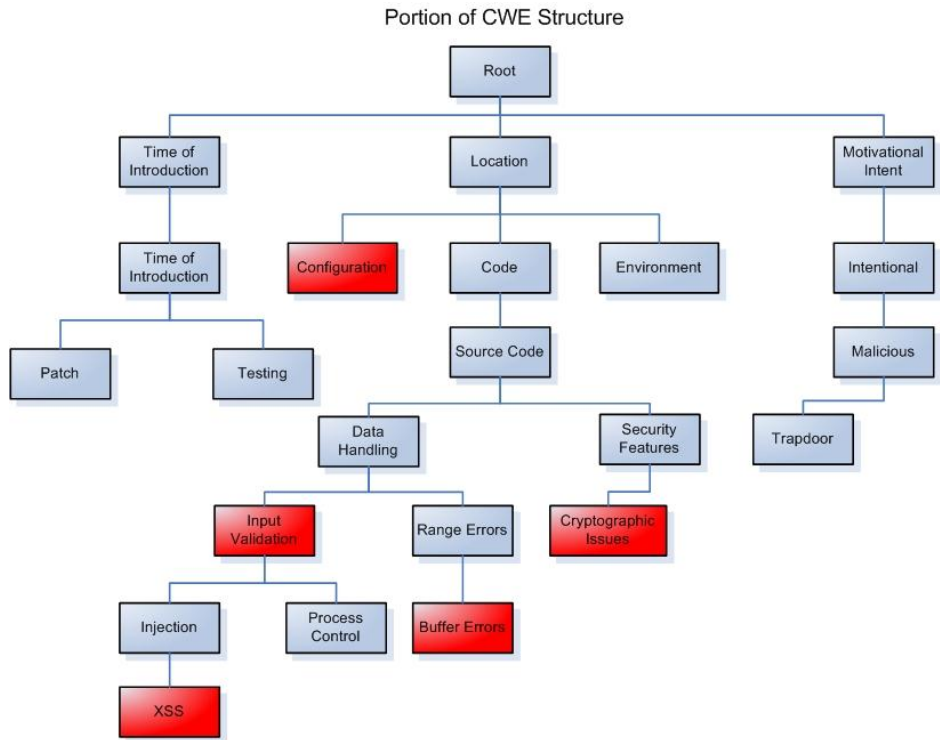 Portion of CWE Structure
Root
Time of
Introduction
Location
Motivational
Intent
Time of
Introduction
Configuration
Code
Environment
Intentional
Patch
Testing
Source Code
Malicious
Data
Handling
Security
Features
Trapdoor
Input
Validation
Range Errors
Cryptographic
Issues
Injection
Process
Control
Buffer Errors
XSS